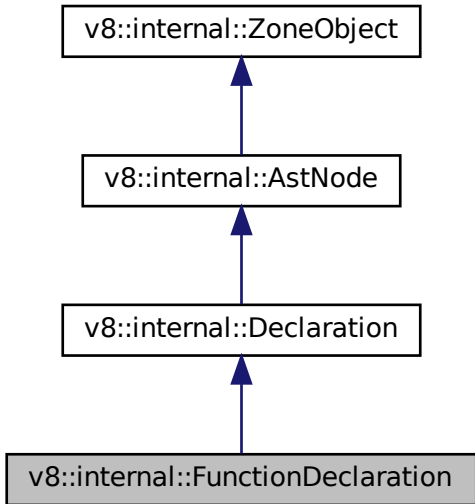 v8::internal::ZoneObject
v8::internal::AstNode
v8::internal::Declaration
v8::internal::FunctionDeclaration